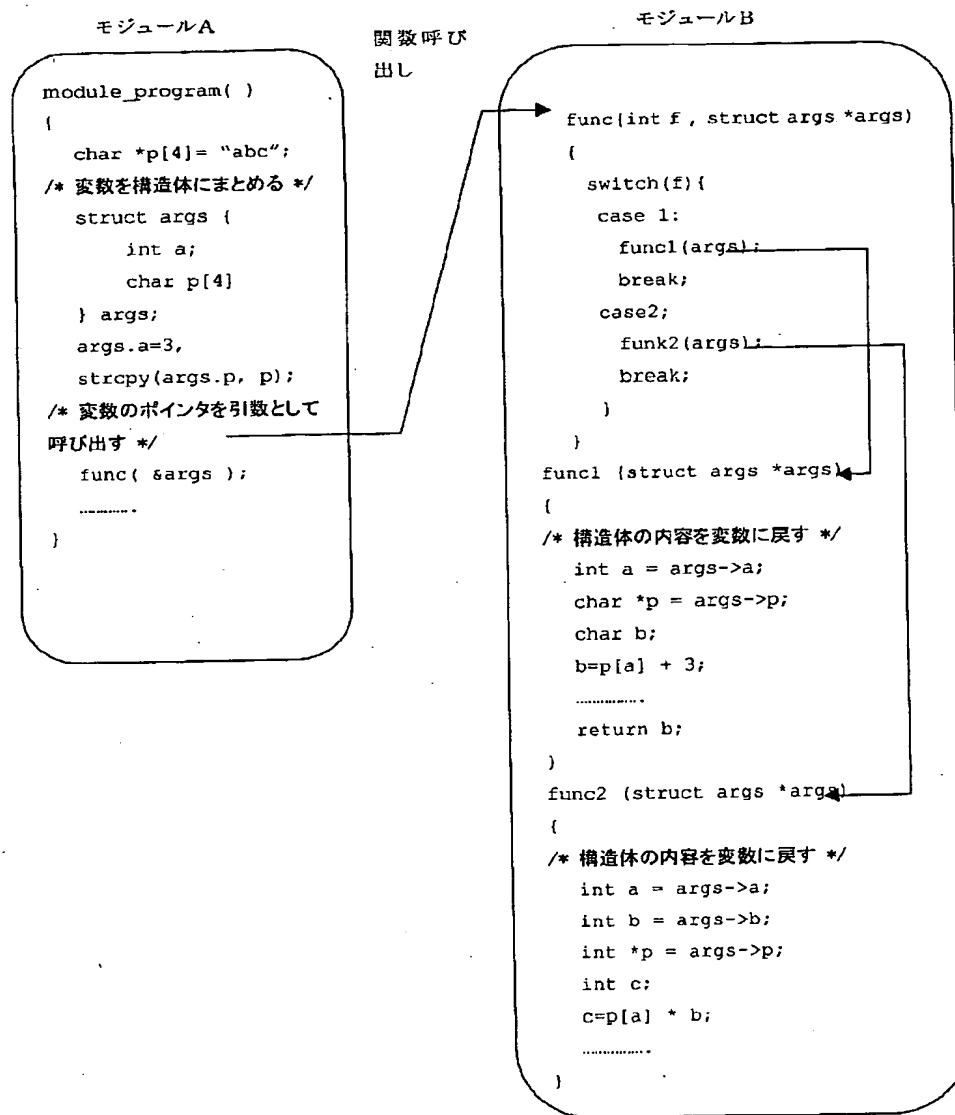 モジュールA
module_program( )
{
char *p[4]= "abc";
/* 変数を構造体にまとめる */
struct args {
int a;
char p[4]
} args;
args.a=3,
strcpy(args.p, p);
/* 変数のポインタを引数として
呼び出す */
func( &args );
............
}
関数呼び
出し
モジュールB
func(int f , struct args *args)
{
switch(f){
case 1:
func1(args);
break;
case2;
funk2(args);
break;
}
}
func1 (struct args *args)
{
/* 構造体の内容を変数に戻す */
int a = args->a;
char *p = args->p;
char b;
b=p[a] + 3;
................
return b;
}
func2 (struct args *args)
{
/* 構造体の内容を変数に戻す */
int a = args->a;
int b = args->b;
int *p = args->p;
int c;
c=p[a] * b;
................
}